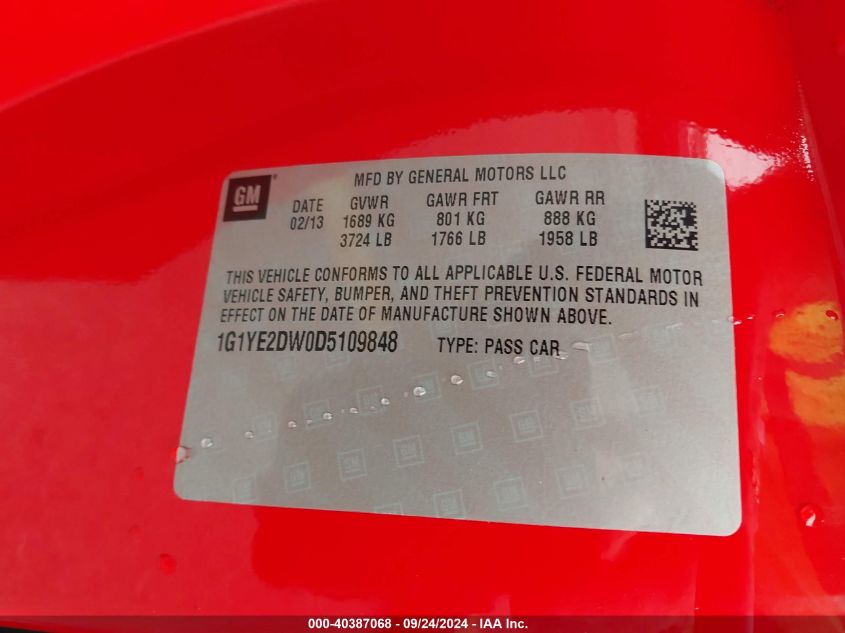 GM®
MFD BY GENERAL MOTORS LLC
DATE GVWR GAWR FRT GAWR RR
02/13 1689 KG 801 KG 888 KG
3724 LB 1766 LB 1958 LB
THIS VEHICLE CONFORMS TO ALL APPLICABLE U.S. FEDERAL MOTOR
VEHICLE SAFETY, BUMPER, AND THEFT PREVENTION STANDARDS IN
EFFECT ON THE DATE OF MANUFACTURE SHOWN ABOVE.
1G1YE2DW0D5109848 TYPE: PASS CAR
000-40387068 - 09/24/2024 - IAA Inc.